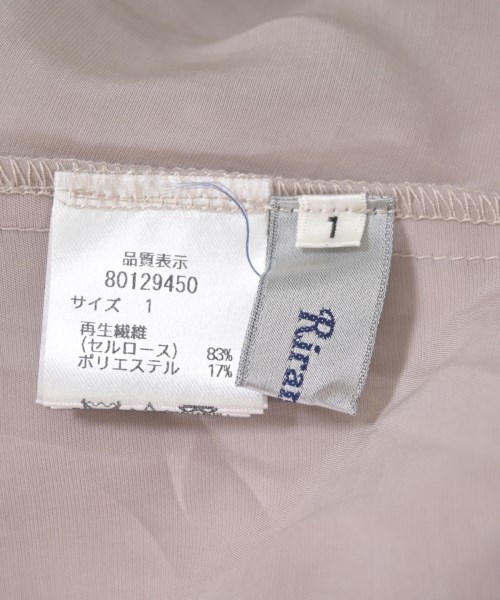 品質表示
80129450
サイズ 1
再生繊維
(セルロース) 83%
ポリエステル 17%
1
Riran